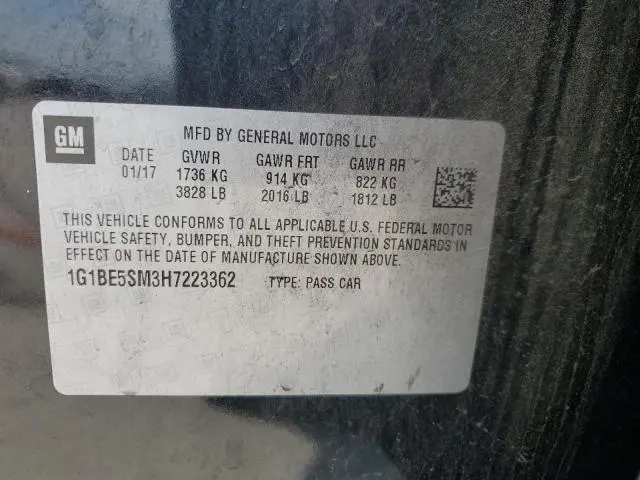 GM
MFD BY GENERAL MOTORS LLC
DATE GVWR GAWR FRT GAWR RR
01/17 1736 KG 914 KG 822 KG
3828 LB 2016 LB 1812 LB
THIS VEHICLE CONFORMS TO ALL APPLICABLE U.S. FEDERAL MOTOR
VEHICLE SAFETY, BUMPER, AND THEFT PREVENTION STANDARDS IN
EFFECT ON THE DATE OF MANUFACTURE SHOWN ABOVE.
1G1BE5SM3H7223362 TYPE: PASS CAR